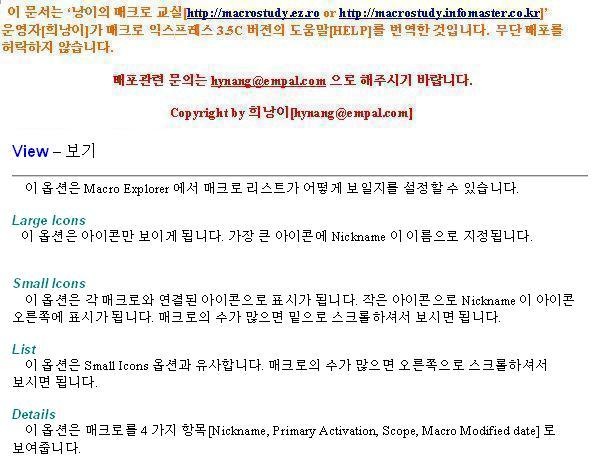 이 문서는 '낭이의 매크로 교실[http://macrostudy.ez.ro or http://macrostudy.infomaster.co.kr]'
운영자[희낭이]가 매크로 익스프레스 3.5C 버젼의 도움말[HELP]를 번역한 것입니다. 무단 배포를
허락하지 않습니다.
배포관련 문의는 hynang@empal.com 으로 해주시기 바랍니다.
Copyright by 희낭이[hynang@empal.com]
View – 보기
이 옵션은 Macro Explorer 에서 매크로 리스트가 어떻게 보일지를 설정할 수 있습니다.
Large Icons
이 옵션은 아이콘만 보이게 됩니다. 가장 큰 아이콘에 Nickname 이 이름으로 지정됩니다.
Small Icons
이 옵션은 각 매크로와 연결된 아이콘으로 표시가 됩니다. 작은 아이콘으로 Nickname 이 아이콘
오른쪽에 표시가 됩니다. 매크로의 수가 많으면 밑으로 스크롤하셔서 보시면 됩니다.
List
이 옵션은 Small Icons 옵션과 유사합니다. 매크로의 수가 많으면 오른쪽으로 스크롤하셔서
보시면 됩니다.
Details
이 옵션은 매크로를 4 가지 항목[Nickname, Primary Activation, Scope, Macro Modified date] 로
보여줍니다.